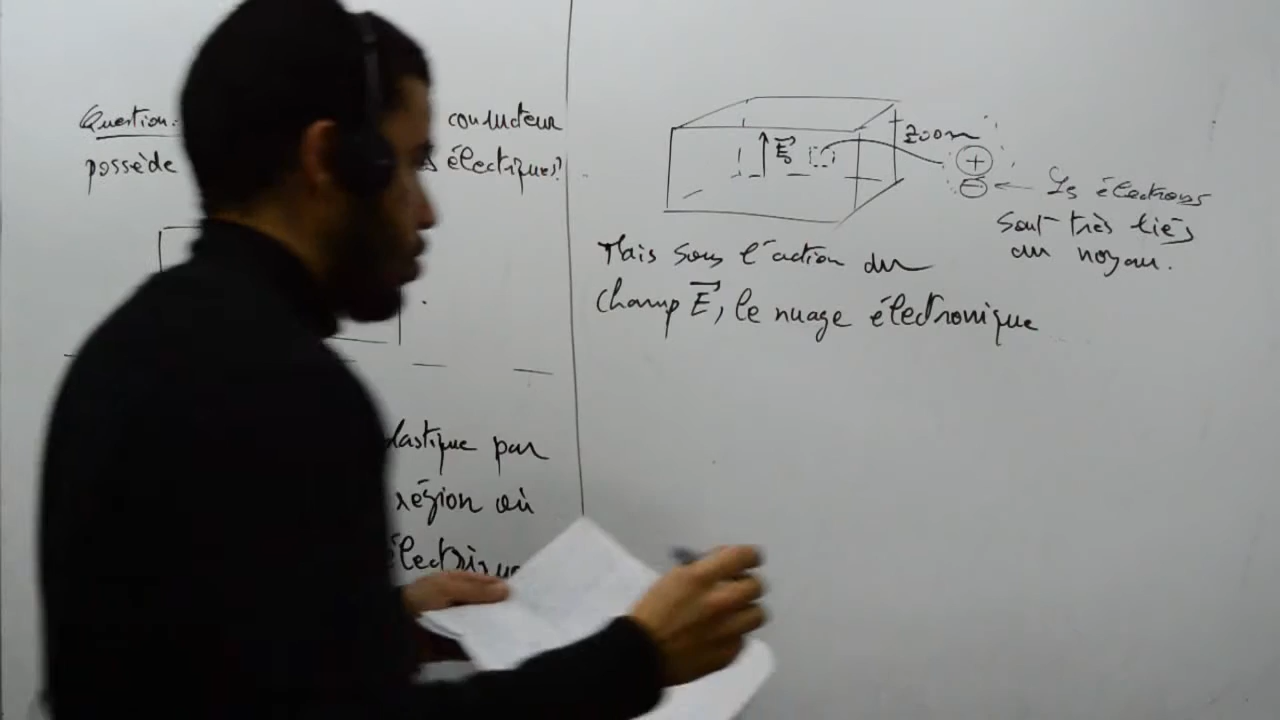 Question:
conducteur
possède
électriques?
lastique par
région où
électrique
E₀
zoom
+
−
Les électrons
sont très liés
au noyau.
Mais sous l'action du
champ E, le nuage électronique